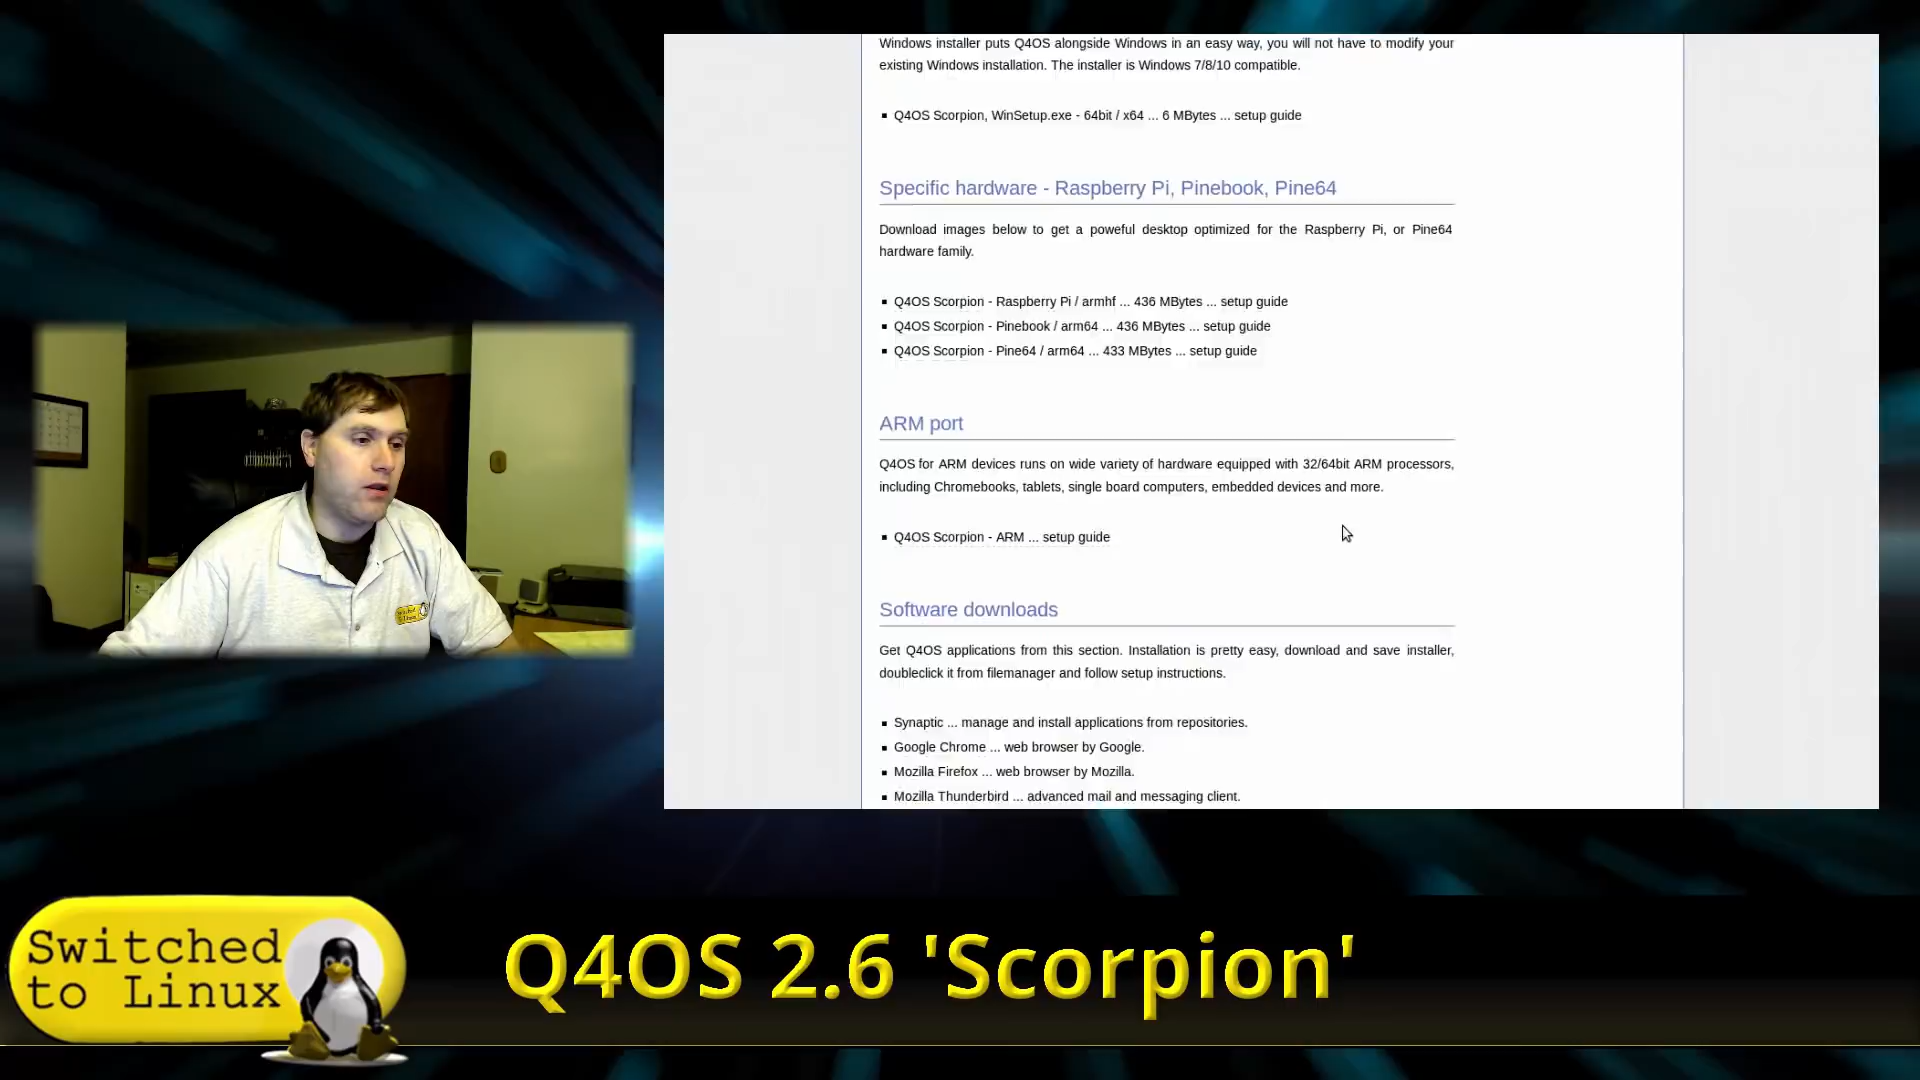 Windows installer puts Q4OS alongside Windows in an easy way, you will not have to modify your
existing Windows installation. The installer is Windows 7/8/10 compatible.
Q4OS Scorpion, WinSetup.exe - 64bit / x64 ... 6 MBytes ... setup guide
Specific hardware - Raspberry Pi, Pinebook, Pine64
Download images below to get a poweful desktop optimized for the Raspberry Pi, or Pine64
hardware family.
Q4OS Scorpion - Raspberry Pi / armhf ... 436 MBytes ... setup guide
Q4OS Scorpion - Pinebook / arm64 ... 436 MBytes ... setup guide
Q4OS Scorpion - Pine64 / arm64 ... 433 MBytes ... setup guide
ARM port
Q4OS for ARM devices runs on wide variety of hardware equipped with 32/64bit ARM processors,
including Chromebooks, tablets, single board computers, embedded devices and more.
Q4OS Scorpion - ARM ... setup guide
Software downloads
Get Q4OS applications from this section. Installation is pretty easy, download and save installer,
doubleclick it from filemanager and follow setup instructions.
Synaptic ... manage and install applications from repositories.
Google Chrome ... web browser by Google.
Mozilla Firefox ... web browser by Mozilla.
Mozilla Thunderbird ... advanced mail and messaging client.
Switched
to Linux
Q4OS 2.6 'Scorpion'